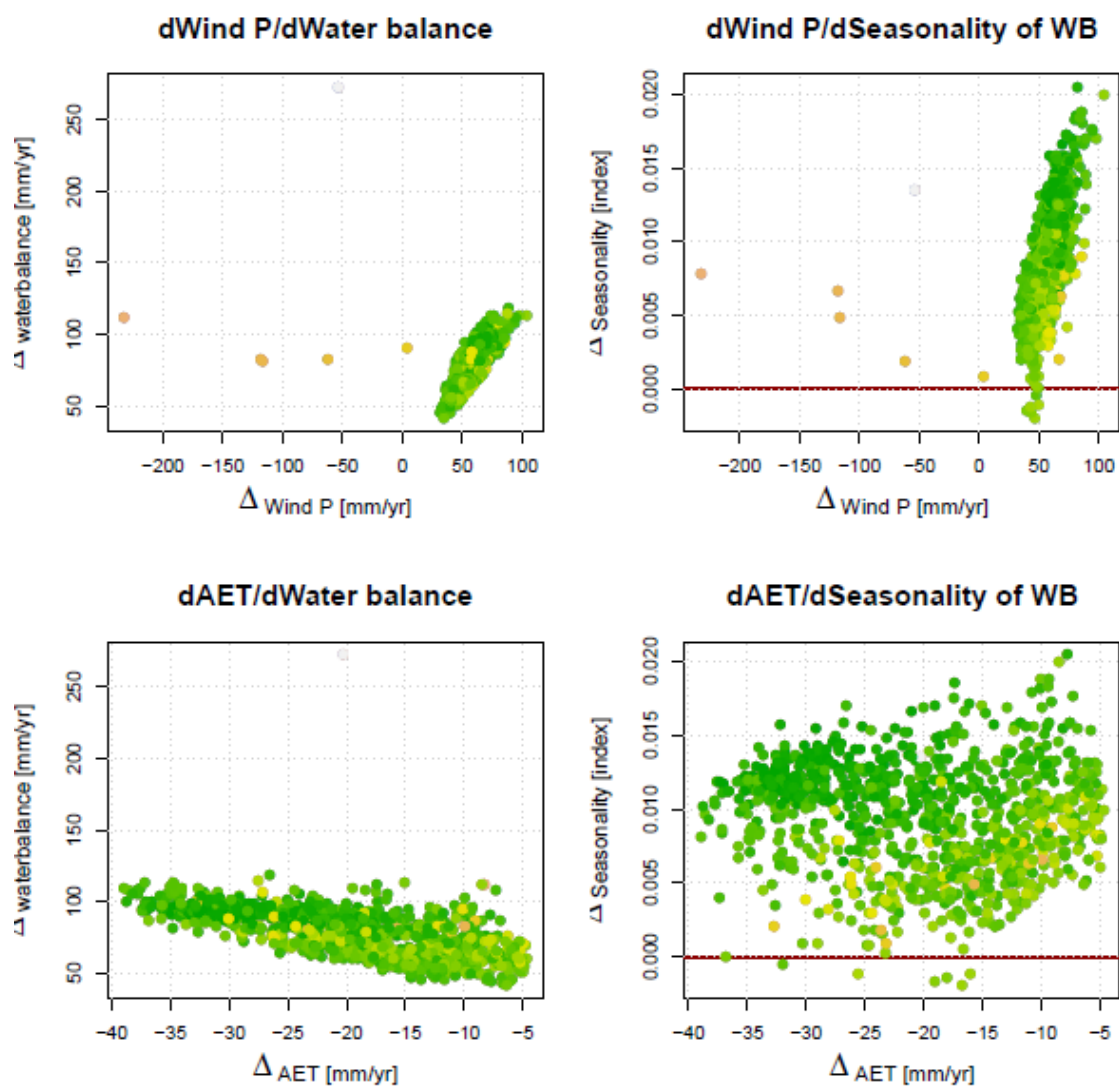 dWind P/dWater balance
Δ waterbalance [mm/yr]
50 100 150 200 250
−200 −150 −100 −50 0 50 100
Δ Wind P [mm/yr]
dWind P/dSeasonality of WB
Δ Seasonality [index]
0.000 0.005 0.010 0.015 0.020
−200 −150 −100 −50 0 50 100
Δ Wind P [mm/yr]
dAET/dWater balance
Δ waterbalance [mm/yr]
50 100 150 200 250
−40 −35 −30 −25 −20 −15 −10 −5
Δ AET [mm/yr]
dAET/dSeasonality of WB
Δ Seasonality [index]
0.000 0.005 0.010 0.015 0.020
−40 −35 −30 −25 −20 −15 −10 −5
Δ AET [mm/yr]